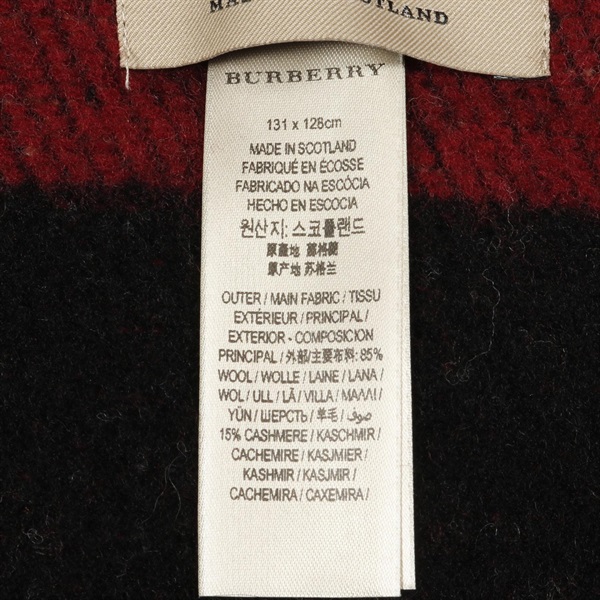 MADE IN SCOTLAND
BURBERRY
131 x 128cm
MADE IN SCOTLAND
FABRIQUÉ EN ÉCOSSE
FABRICADO NA ESCÓCIA
HECHO EN ESCOCIA
원산지: 스코틀랜드
原產地 蘇格蘭
原产地 苏格兰
OUTER / MAIN FABRIC / TISSU
EXTÉRIEUR / PRINCIPAL /
EXTERIOR - COMPOSICION
PRINCIPAL / 外部/主要布料: 85%
WOOL / WOLLE / LAINE / LANA /
WOL / ULL / LÃ / VILLA / ΜΑΛΛΙ /
YÜN / ШЕРСТЬ / 羊毛 / صوف /
15% CASHMERE / KASCHMIR /
CACHEMIRE / KASJMIER /
KASHMIR / KASJMIR /
CACHEMIRA / CAXEMIRA /